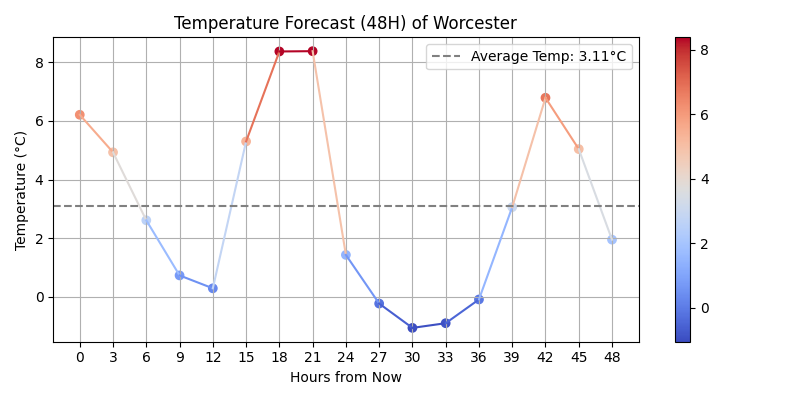 Temperature Forecast (48H) of Worcester
Average Temp: 3.11°C
Temperature (°C)
8
6
4
2
0
0 3 6 9 12 15 18 21 24 27 30 33 36 39 42 45 48
Hours from Now
8
6
4
2
0